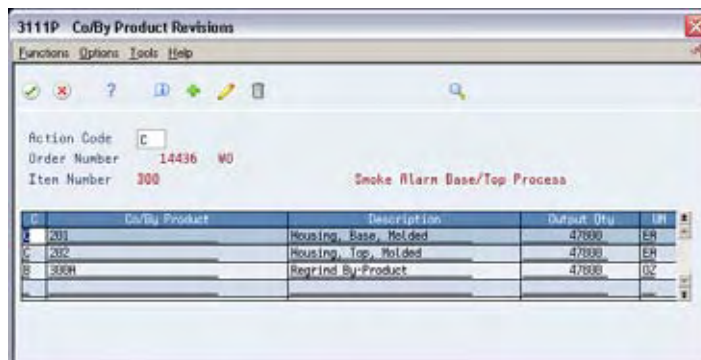 3111P Co/By Product Revisions
Functions Options Tools Help
Action Code C
Order Number 14436 WO
Item Number 300 Smoke Alarm Base/Top Process
C Co/By Product Description Output Qty UM
C 201 Housing, Base, Molded 47800 EA
C 202 Housing, Top, Molded 47800 EA
B Regrind By-Product 47800 OZ